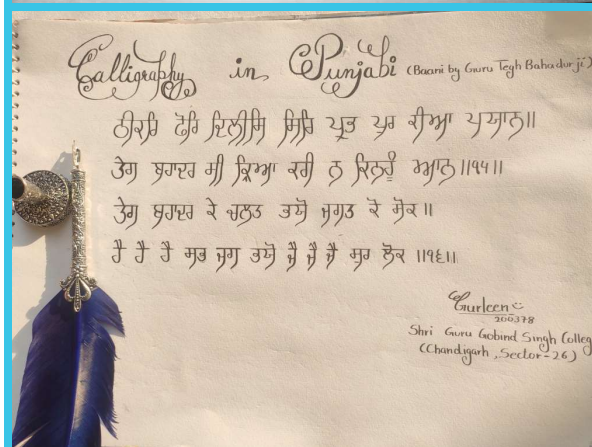 Calligraphy in Punjabi (Baani by Guru Tegh Bahadur ji)
ਠੀਕਰਿ ਫੋਰਿ ਦਿਲੀਸਿ ਸਿਰਿ ਪ੍ਰਭ ਪੁਰ ਕੀਆ ਪਯਾਨ॥
ਤੇਗ ਬਹਾਦਰ ਸੀ ਕ੍ਰਿਆ ਕਰੀ ਨ ਕਿਨਹੂੰ ਆਨ॥੧੫॥
ਤੇਗ ਬਹਾਦਰ ਕੇ ਚਲਤ ਭਯੋ ਜਗਤ ਕੋ ਸੋਕ॥
ਹੈ ਹੈ ਹੈ ਸਭ ਜਗ ਭਯੋ ਜੈ ਜੈ ਜੈ ਸੁਰ ਲੋਕ॥੧੬॥
Gurleen
200378
Shri Guru Gobind Singh Colleg
(Chandigarh, Sector-26)